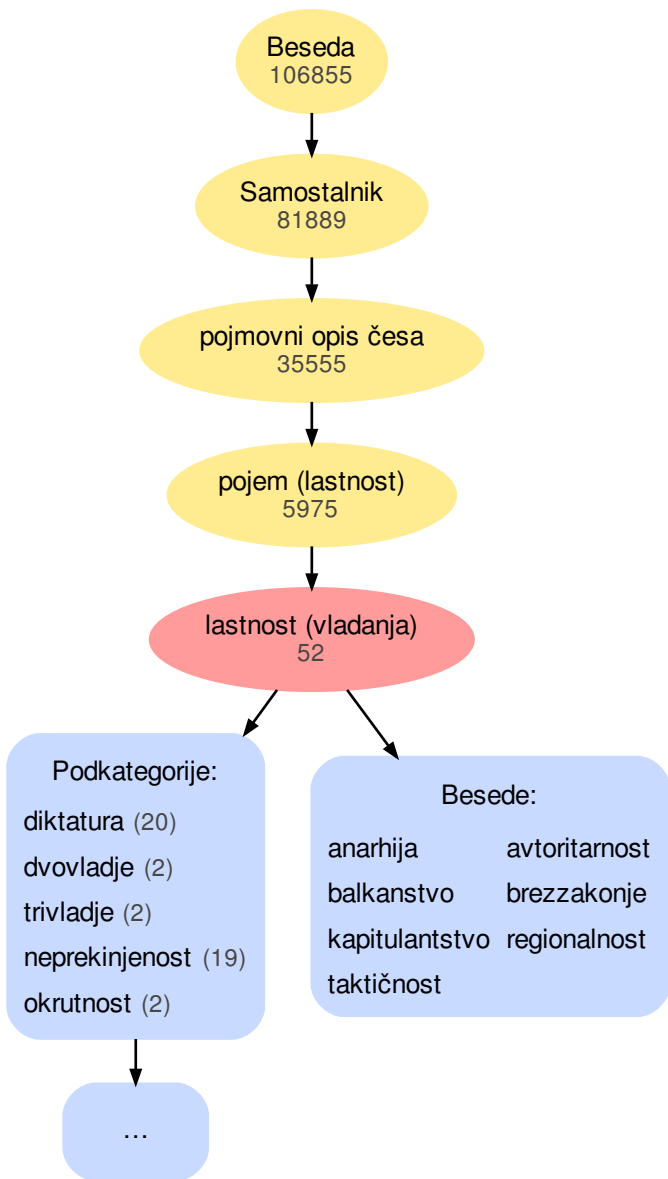 Beseda
106855
Samostalnik
81889
pojmovni opis česa
35555
pojem (lastnost)
5975
lastnost (vladanja)
52
Podkategorije:
diktatura (20)
dvovladje (2)
trivladje (2)
neprekinjenost (19)
okrutnost (2)
Besede:
anarhija avtoritarnost
balkanstvo brezzakonje
kapitulantstvo regionalnost
taktičnost
...